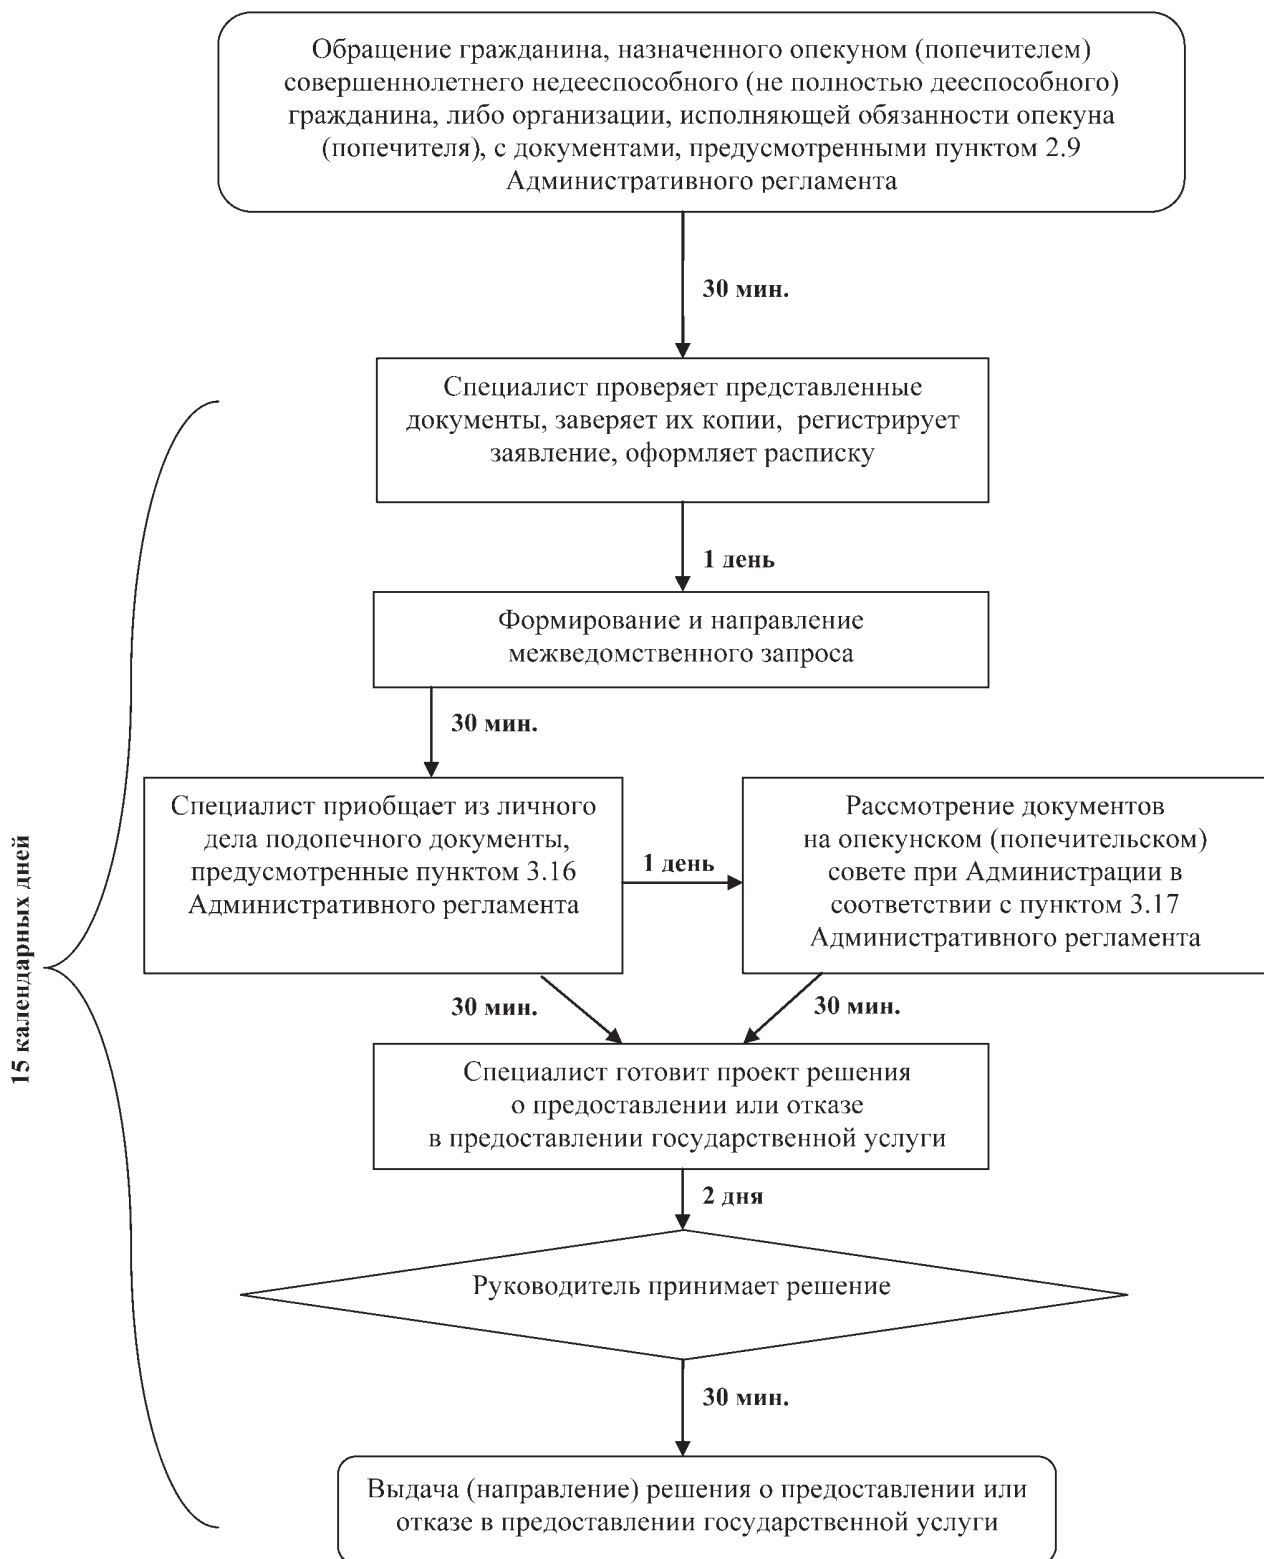 Обращение гражданина, назначенного опекуном (попечителем)
совершеннолетнего недееспособного (не полностью дееспособного)
гражданина, либо организации, исполняющей обязанности опекуна
(попечителя), с документами, предусмотренными пунктом 2.9
Административного регламента
30 мин.
Специалист проверяет представленные
документы, заверяет их копии, регистрирует
заявление, оформляет расписку
1 день
Формирование и направление
межведомственного запроса
30 мин.
Специалист приобщает из личного
дела подопечного документы,
предусмотренные пунктом 3.16
Административного регламента
1 день
Рассмотрение документов
на опекунском (попечительском)
совете при Администрации в
соответствии с пунктом 3.17
Административного регламента
15 календарных дней
30 мин.
30 мин.
Специалист готовит проект решения
о предоставлении или отказе
в предоставлении государственной услуги
2 дня
Руководитель принимает решение
30 мин.
Выдача (направление) решения о предоставлении или
отказе в предоставлении государственной услуги